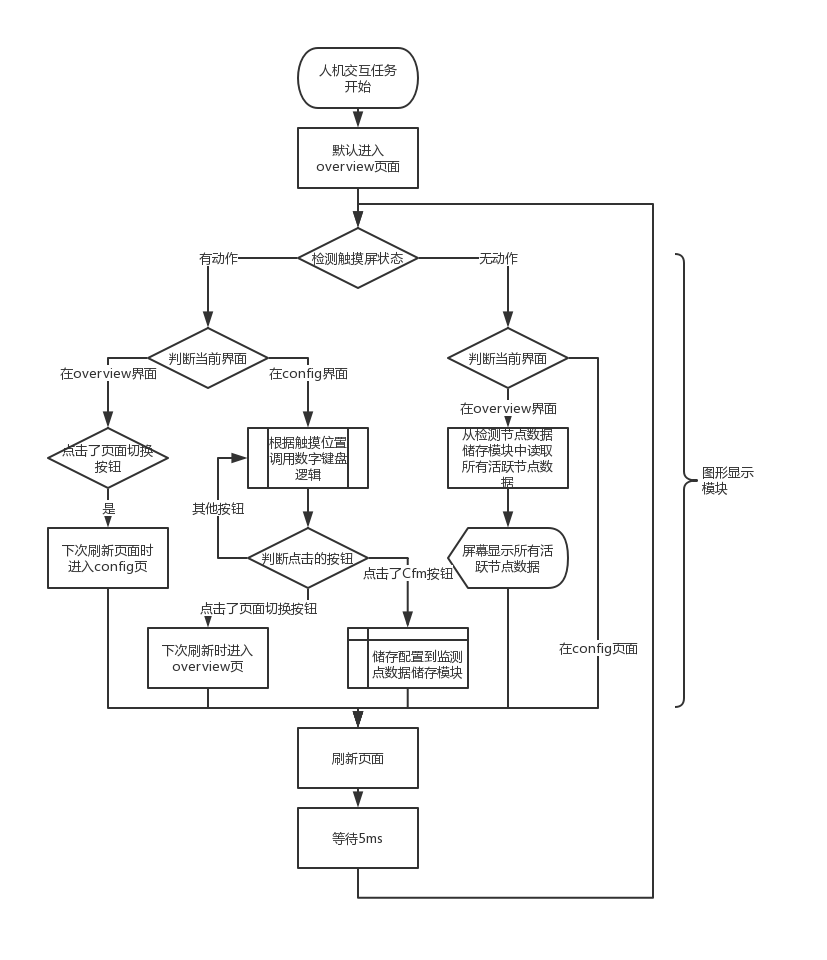 人机交互任务
开始
默认进入
overview页面
检测触摸屏状态
有动作
无动作
判断当前界面
判断当前界面
在overview界面
在config界面
在overview界面
点击了页面切换
按钮
根据触摸位置
调用数字键盘
逻辑
从检测节点数据
储存模块中读取
所有活跃节点数
据
图形显示
模块
是
其他按钮
下次刷新页面时
进入config页
判断点击的按钮
屏幕显示所有活
跃节点数据
点击了Cfm按钮
点击了页面切换按钮
下次刷新时进入
overview页
储存配置到监测
点数据储存模块
在config页面
刷新页面
等待5ms